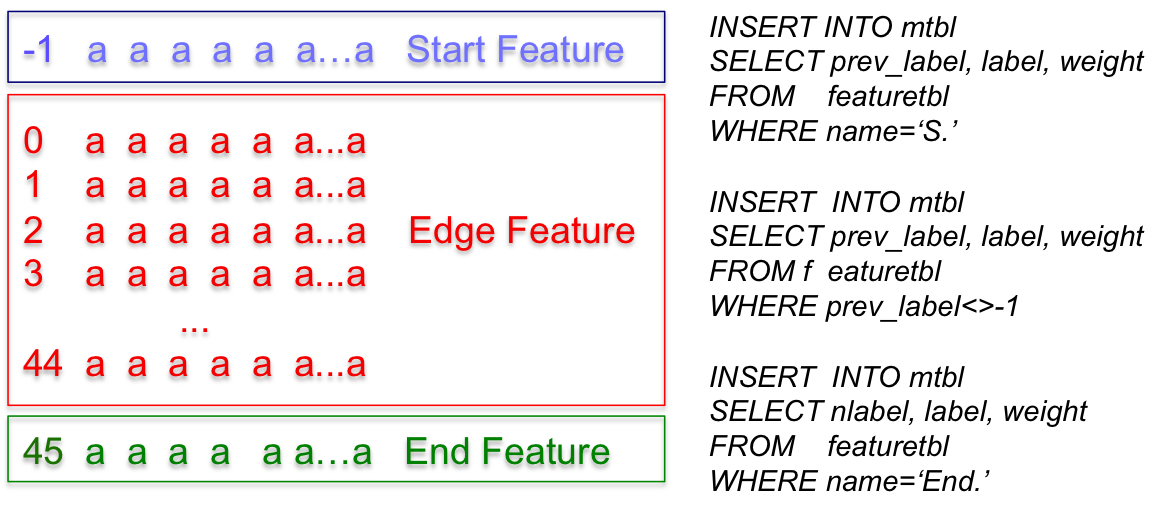 -1 a a a a a a…a Start Feature
0 a a a a a a...a
1 a a a a a a...a
2 a a a a a a...a Edge Feature
3 a a a a a a...a
...
44 a a a a a a...a
45 a a a a a a…a End Feature
INSERT INTO mtbl
SELECT prev_label, label, weight
FROM featuretbl
WHERE name=‘S.’
INSERT INTO mtbl
SELECT prev_label, label, weight
FROM f eaturetbl
WHERE prev_label<>-1
INSERT INTO mtbl
SELECT nlabel, label, weight
FROM featuretbl
WHERE name=‘End.’